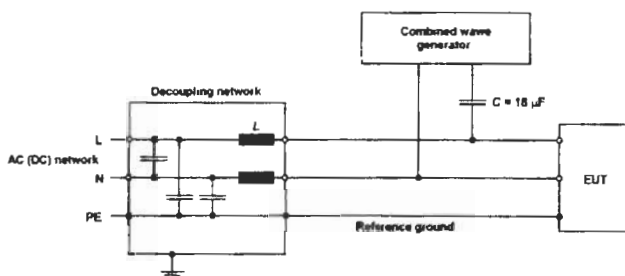 Combined wawe
generator
Decoupling network
C = 18 µF
L
L
AC (DC) network
N
EUT
PE
Reference ground